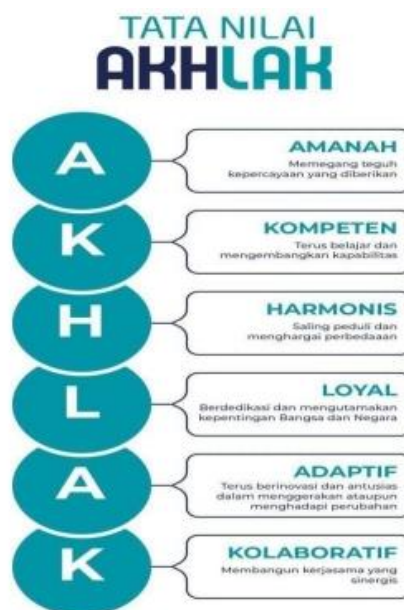 TATA NILAI
AKHLAK
A
AMANAH
Memegang teguh
kepercayaan yang diberikan
K
KOMPETEN
Terus belajar dan
mengembangkan kapabilitas
H
HARMONIS
Saling peduli dan
menghargai perbedaaan
L
LOYAL
Berdedikasi dan mengutamakan
kepentingan Bangsa dan Negara
A
ADAPTIF
Terus berinovasi dan antusias
dalam menggerakan ataupun
menghadapi perubahan
K
KOLABORATIF
Membangun kerjasama yang
sinergis